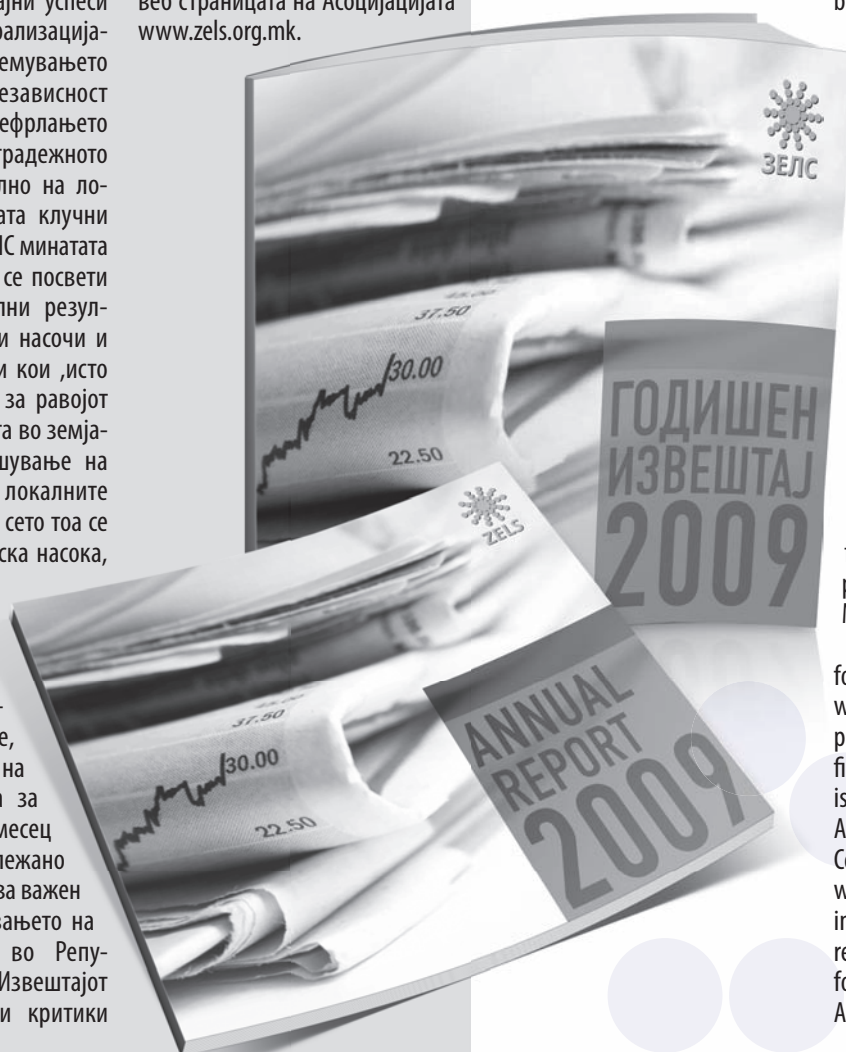 ајни успеси
рализација-
емувањето
езависност
ефрлањето
градежното
лно на ло-
ата клучни
ЛС минатата
се посвети
лни резул-
и насочи и
и кои ,исто
за равојот
та во земја-
шување на
локалните
сето тоа се
ска насока,
-
е,
на
за
месец
лежано
ва важен
вањето на
во Репу-
Извештајот
и критики
веб страницата на Асоцијацијата
www.zels.org.mk.
ЗЕЛС
37.50
30.00
22.50
ГОДИШЕН
ИЗВЕШТАЈ
2009
ZELS
37.50
30.00
22.50
ANNUAL
REPORT
2009
fo
w
p
fi
is
A
Co
w
in
re
fo
A